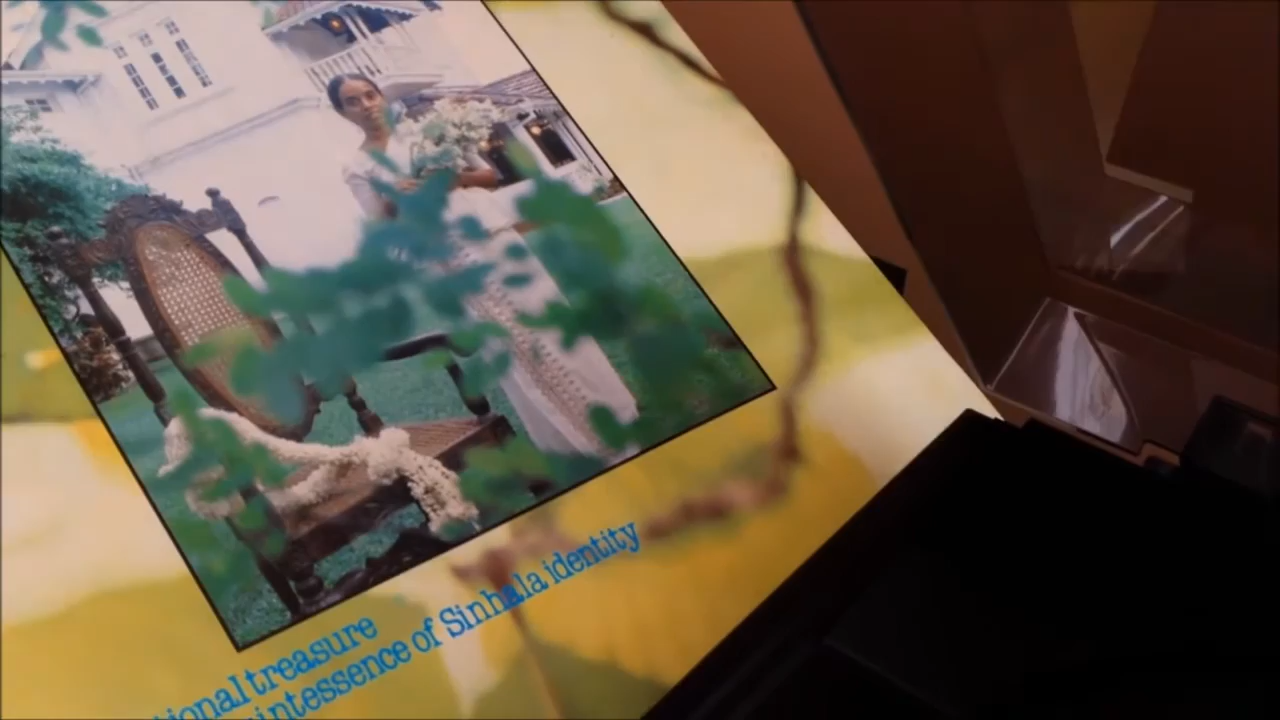 tional treasure
intessence of Sinhala identity